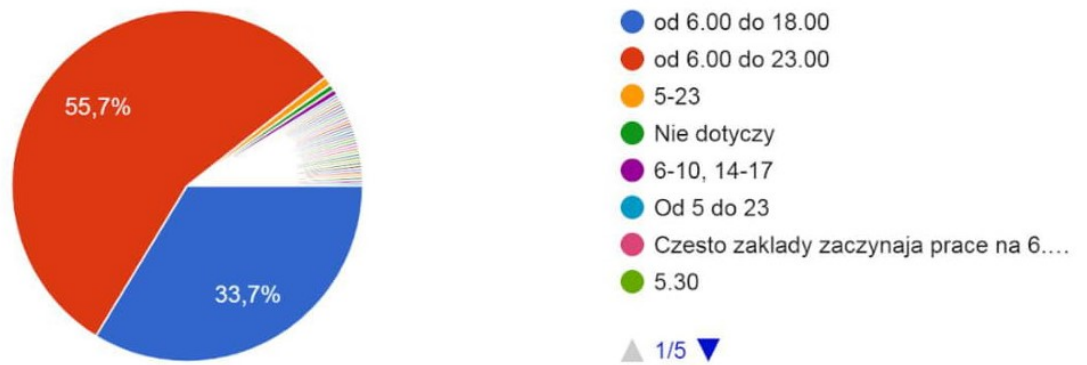 55,7%
33,7%
od 6.00 do 18.00
od 6.00 do 23.00
5-23
Nie dotyczy
6-10, 14-17
Od 5 do 23
Czesto zaklady zaczynaja prace na 6.…
5.30
1/5